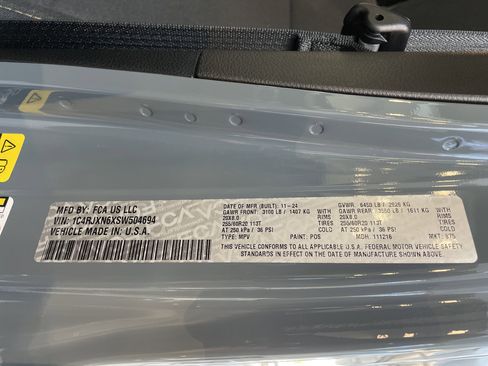 MFD BY: FCA US LLC
VIN: 1C4RJXN6XSW504694
VEHICLE MADE IN: U.S.A.
DATE OF MFR (BUILT): 11-24 GVWR: 6450 LB / 2926 KG
GAWR FRONT: 3100 LB / 1407 KG WITH GAWR REAR: 3550 LB / 1611 KG WITH
20X8.0 RIMS 20X8.0 RIMS
255/60R20 113T TIRES 255/60R20 113T TIRES
AT 250 kPa / 36 PSI AT 250 kPa / 36 PSI
TYPE: MPV PAINT: PDS MDH: 111216 MKT:
THIS VEHICLE CONFORMS TO ALL APPLICABLE U.S.A. FEDERAL MOTOR VEHICLE SAFETY
STANDARDS IN EFFECT ON THE DATE OF MANUFACTURE SHOWN ABOVE.